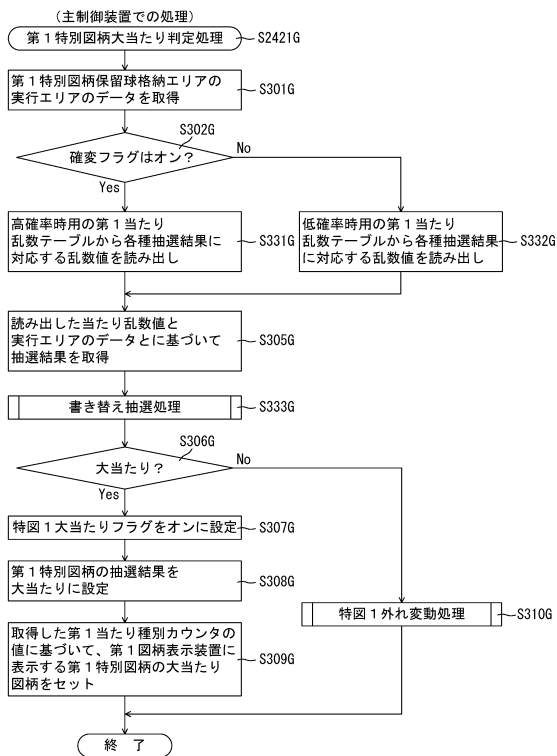 (主制御装置での処理)
第1特別図柄大当たり判定処理
S2421G
第1特別図柄保留球格納エリアの
実行エリアのデータを取得
S301G
S302G
確変フラグはオン?
No
Yes
高確率時用の第1当たり
乱数テーブルから各種抽選結果に
対応する乱数値を読み出し
S331G
低確率時用の第1当たり
乱数テーブルから各種抽選結果
に対応する乱数値を読み出し
S332G
読み出した当たり乱数値と
実行エリアのデータとに基づいて
抽選結果を取得
S305G
書き替え抽選処理
S333G
S306G
大当たり?
No
Yes
特図1大当たりフラグをオンに設定
S307G
第1特別図柄の抽選結果を
大当たりに設定
S308G
特図1外れ変動処理
S310G
取得した第1当たり種別カウンタの
値に基づいて、第1図柄表示装置に
表示する第1特別図柄の大当たり
図柄をセット
S309G
終 了